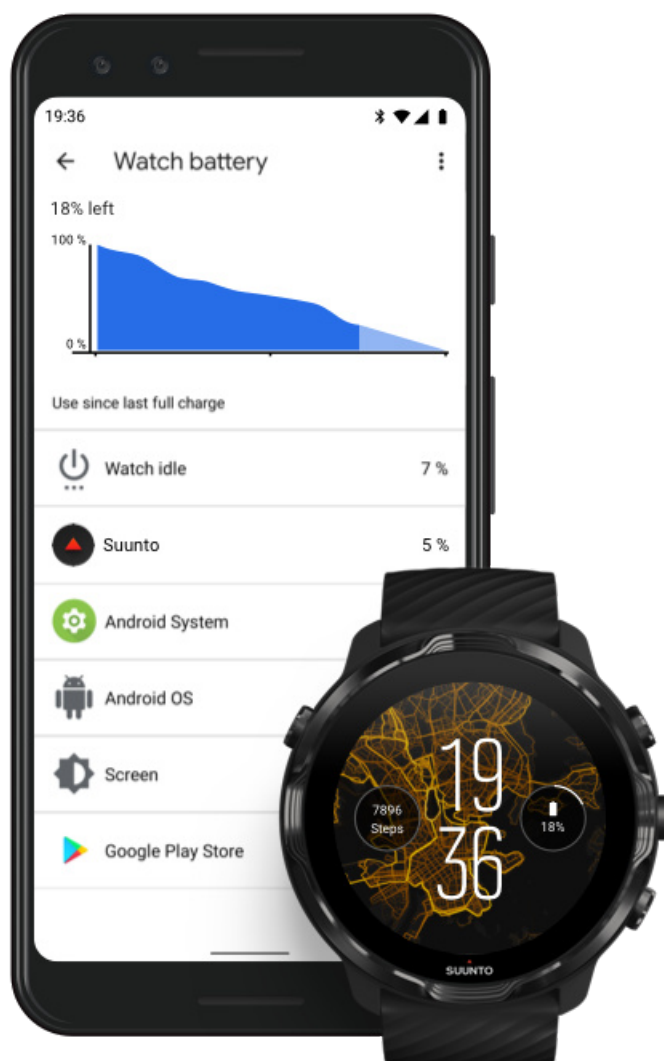 19:36
Watch battery
18% left
100 %
0 %
Use since last full charge
Watch idle 7 %
Suunto 5 %
Android System
Android OS
Screen
Google Play Store
19
36
7896
Steps
18%
SUUNTO